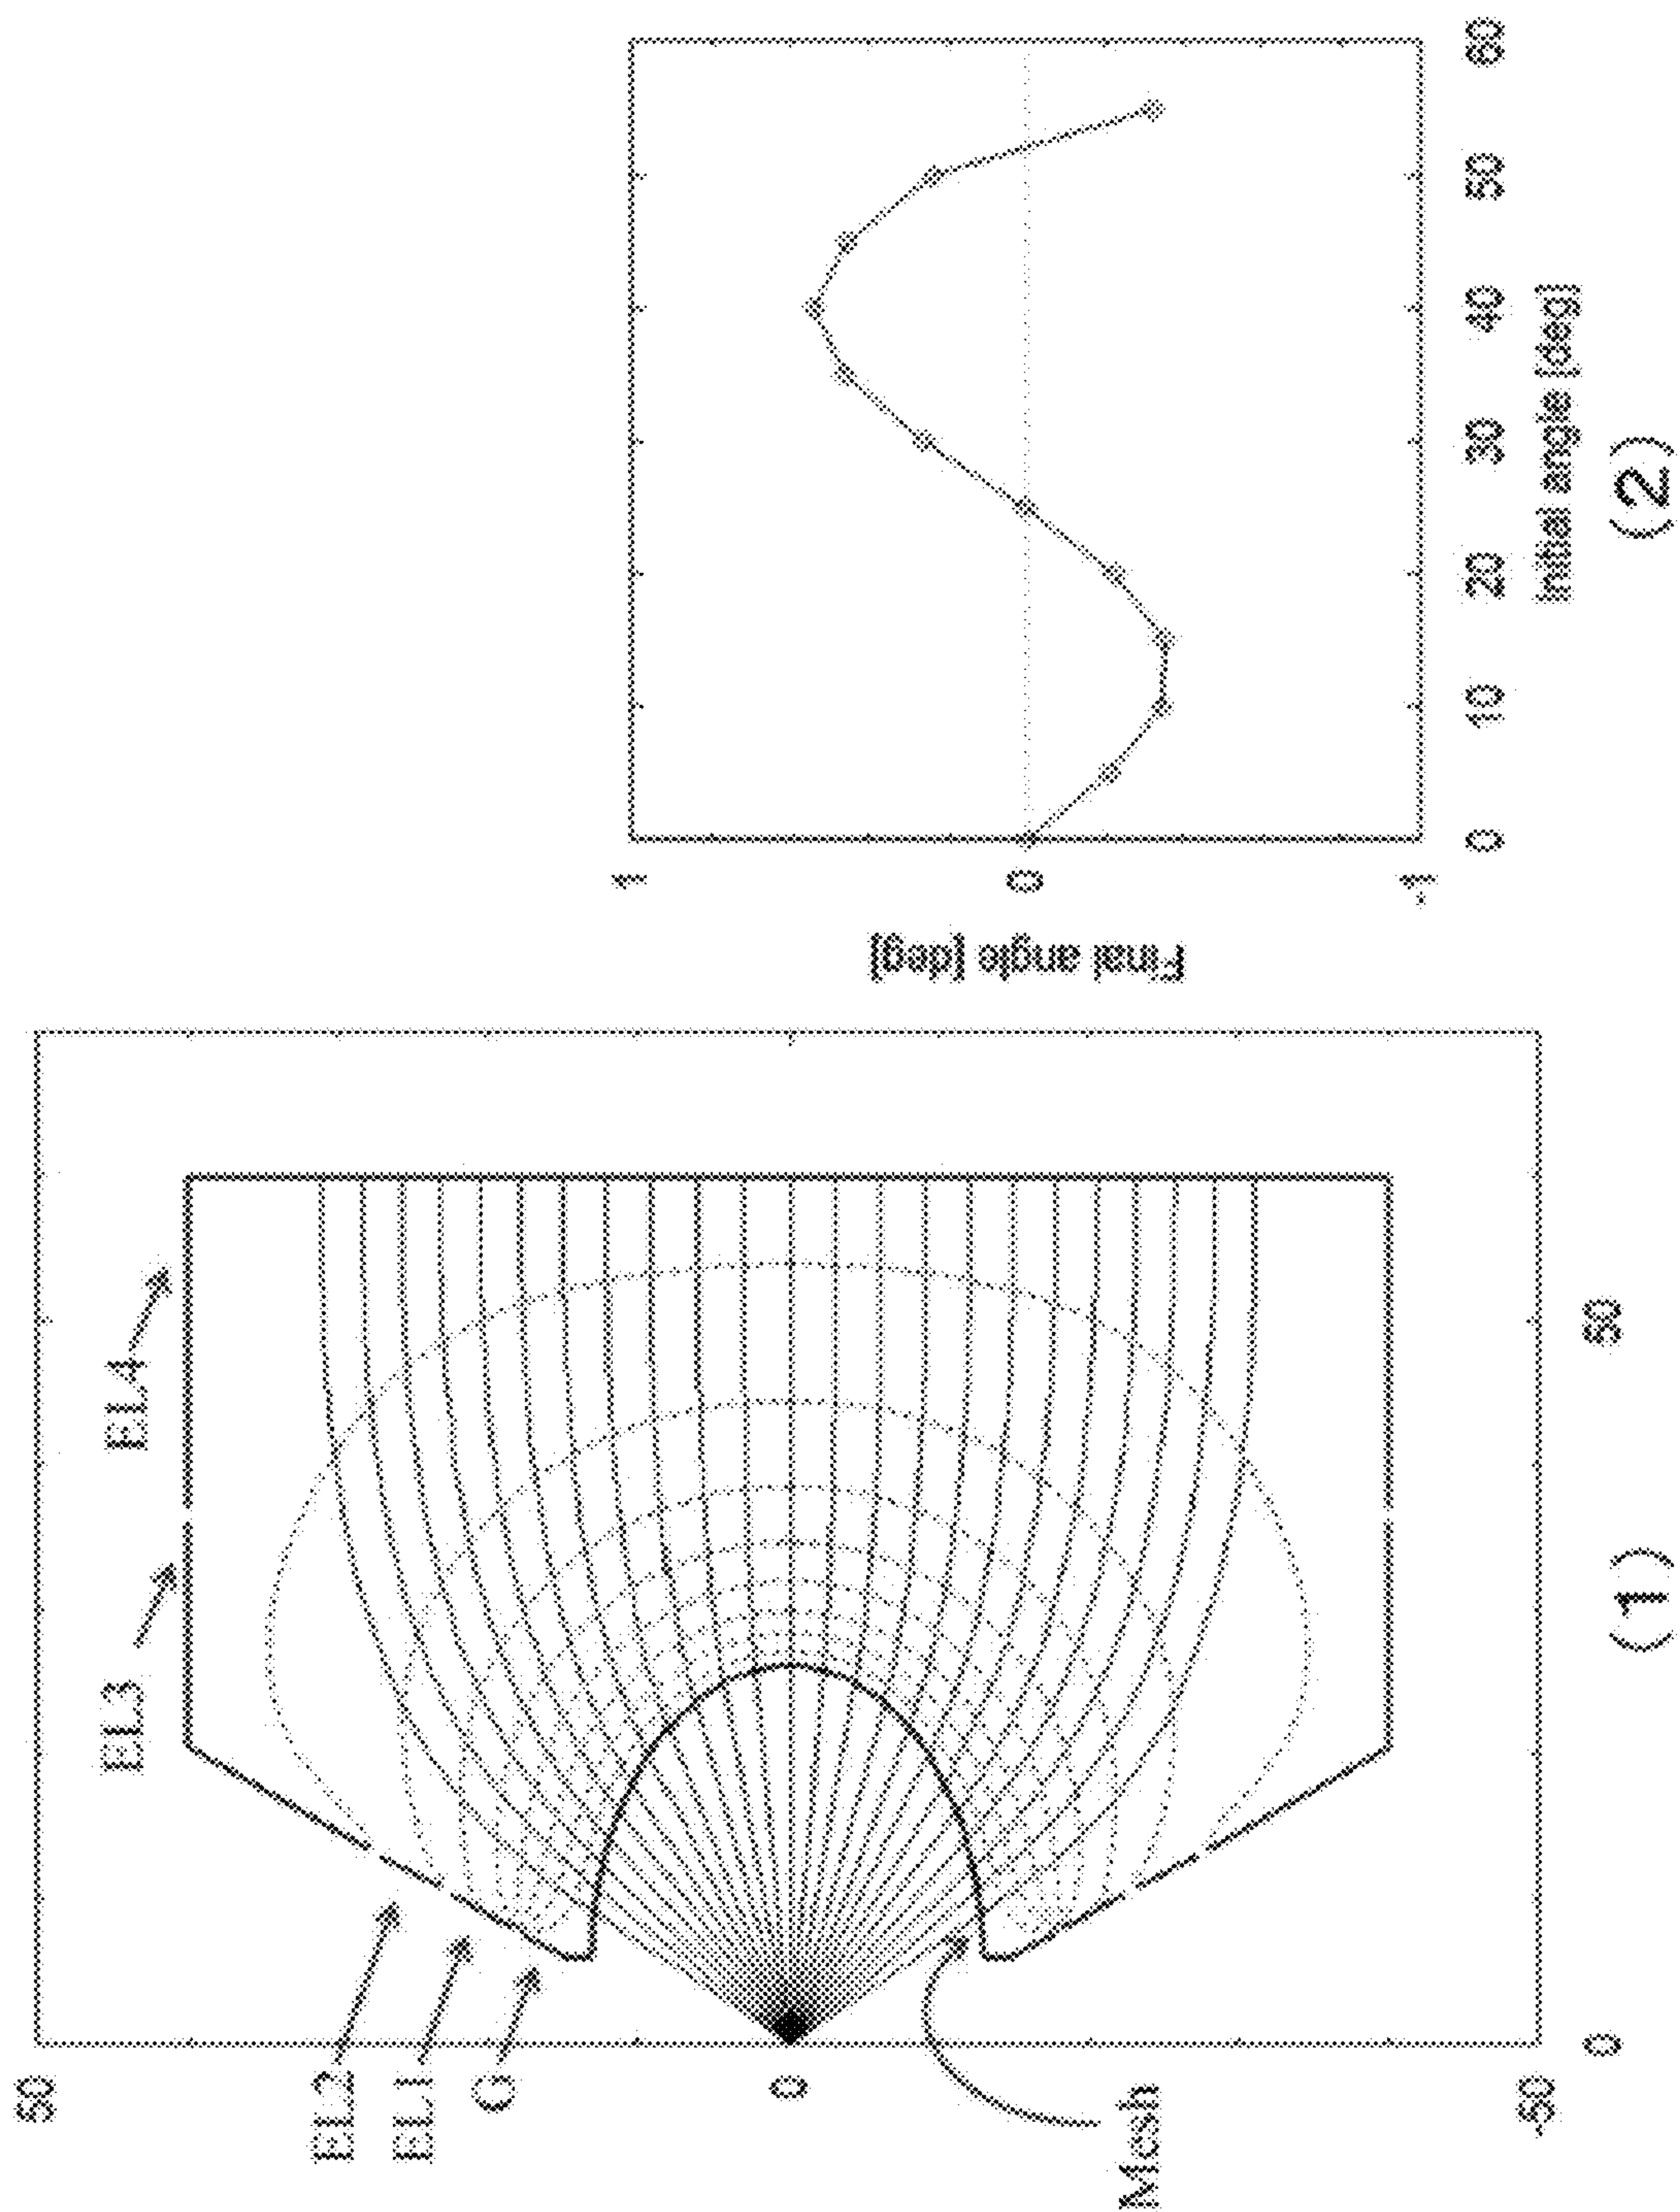 50
0
-50
EL2
EL1
G
Mesh
EL3
EL4
0
50
(1)
1
0
-1
Final angle [deg]
0
10
20
30
40
50
60
Initial angle [deg]
(2)